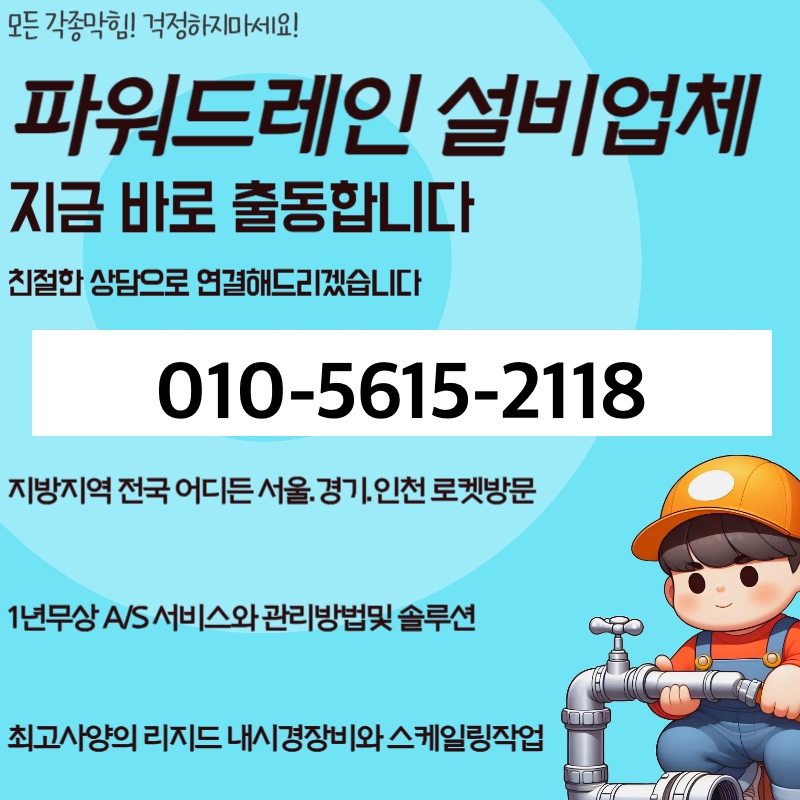 모든 각종막힘! 걱정하지마세요!
파워드레인 설비업체
지금 바로 출동합니다
친절한 상담으로 연결해드리겠습니다
010-5615-2118
지방지역 전국 어디든 서울.경기.인천 로켓방문
1년무상 A/S 서비스와 관리방법및 솔루션
최고사양의 리지드 내시경장비와 스케일링작업